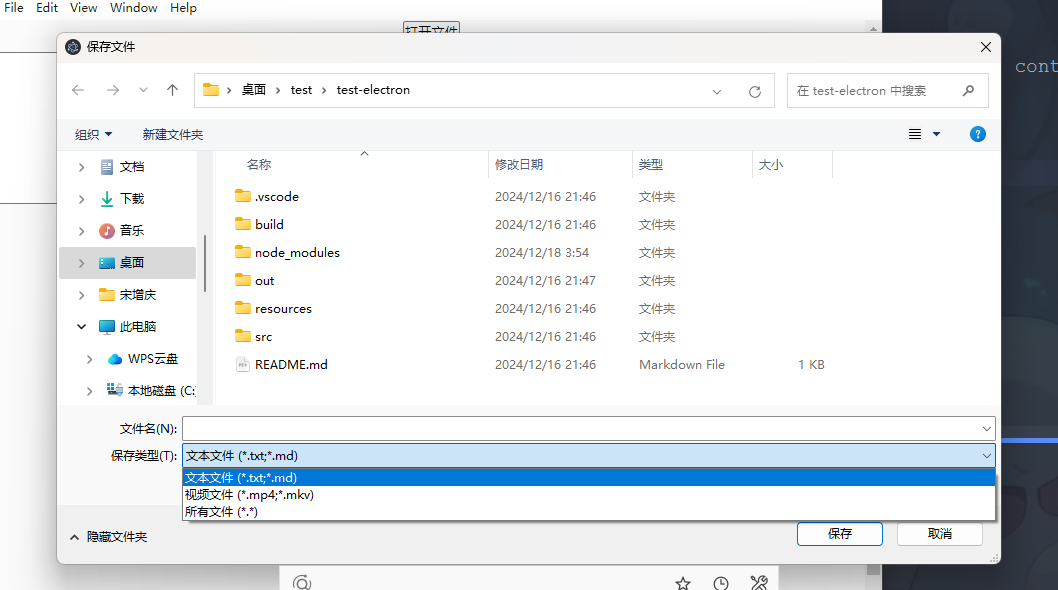 File Edit View Window Help
打开文件
保存文件
cont
桌面 test test-electron
在 test-electron 中搜索
组织 新建文件夹
文档
下载
音乐
桌面
宋增庆
此电脑
WPS云盘
本地磁盘 (C:
名称 修改日期 类型 大小
.vscode 2024/12/16 21:46 文件夹
build 2024/12/16 21:46 文件夹
node_modules 2024/12/18 3:54 文件夹
out 2024/12/16 21:47 文件夹
resources 2024/12/16 21:46 文件夹
src 2024/12/16 21:46 文件夹
README.md 2024/12/16 21:46 Markdown File 1 KB
文件名(N):
保存类型(T): 文本文件 (*.txt;*.md)
文本文件 (*.txt;*.md)
视频文件 (*.mp4;*.mkv)
所有文件 (*.*)
隐藏文件夹
保存 取消